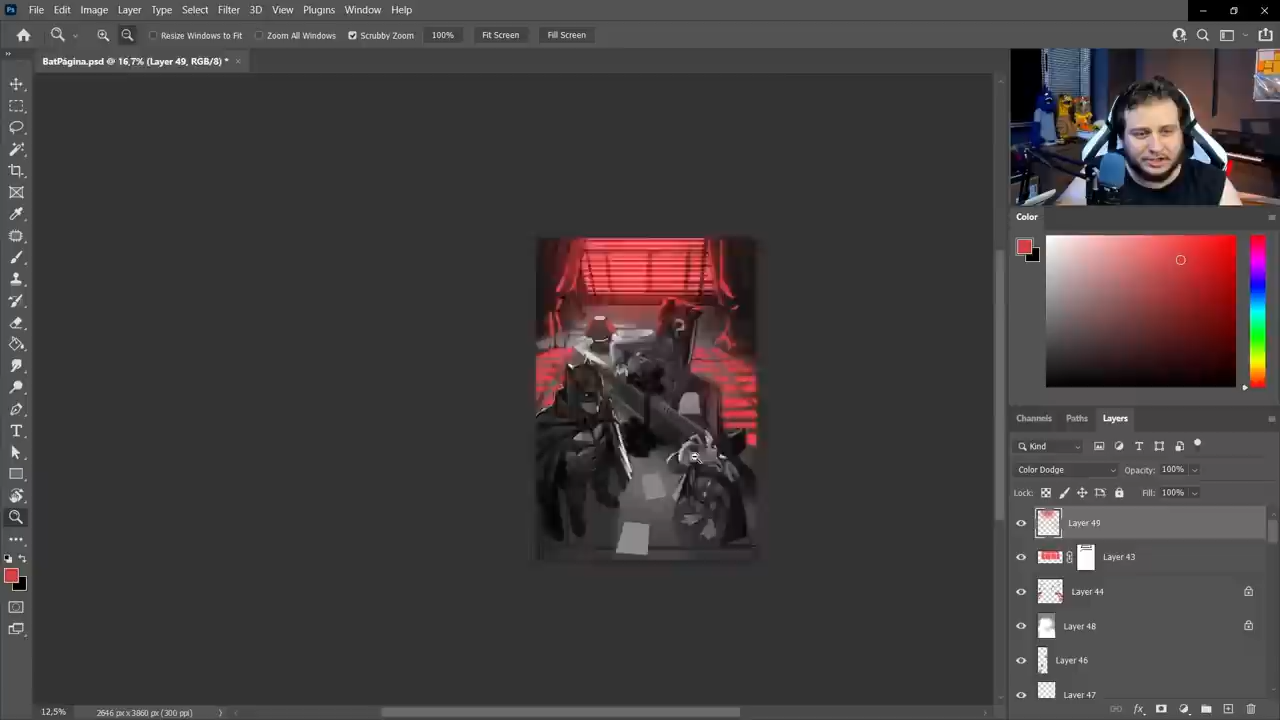 Ps File Edit Image Layer Type Select Filter 3D View Plugins Window Help
Resize Windows to Fit Zoom All Windows Scrubby Zoom 100% Fit Screen Fill Screen
BatPágina.psd @ 16,7% (Layer 49, RGB/8) *
Color
Channels Paths Layers
Kind
Color Dodge Opacity: 100%
Lock: Fill: 100%
Layer 49
Layer 43
Layer 44
Layer 48
Layer 46
Layer 47
12,5% 2646 px x 3860 px (300 ppi)